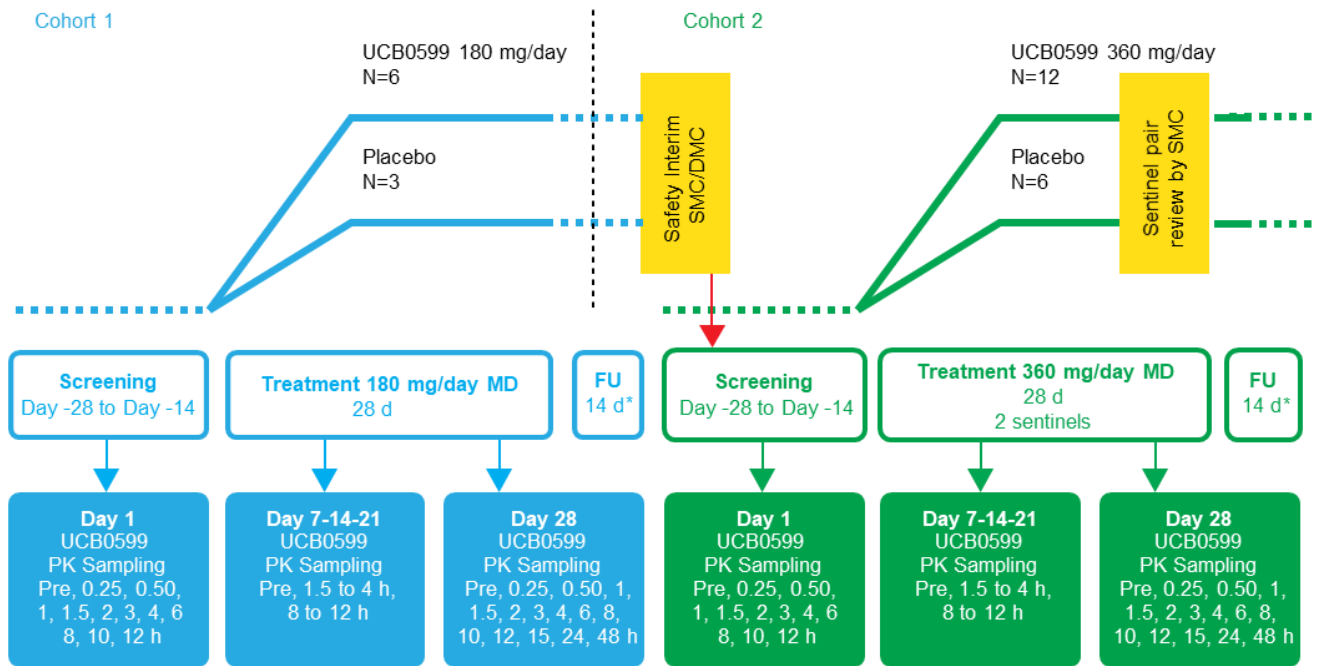 Cohort 1
Cohort 2
UCB0599 180 mg/day
N=6
Placebo
N=3
Safety Interim
SMC/DMC
UCB0599 360 mg/day
N=12
Placebo
N=6
Sentinel pair
review by SMC
Screening
Day -28 to Day -14
Treatment 180 mg/day MD
28 d
FU
14 d*
Screening
Day -28 to Day -14
Treatment 360 mg/day MD
28 d
2 sentinels
FU
14 d*
Day 1
UCB0599
PK Sampling
Pre, 0.25, 0.50,
1, 1.5, 2, 3, 4, 6
8, 10, 12 h
Day 7-14-21
UCB0599
PK Sampling
Pre, 1.5 to 4 h,
8 to 12 h
Day 28
UCB0599
PK Sampling
Pre, 0.25, 0.50, 1,
1.5, 2, 3, 4, 6, 8,
10, 12, 15, 24, 48 h
Day 1
UCB0599
PK Sampling
Pre, 0.25, 0.50,
1, 1.5, 2, 3, 4, 6
8, 10, 12 h
Day 7-14-21
UCB0599
PK Sampling
Pre, 1.5 to 4 h,
8 to 12 h
Day 28
UCB0599
PK Sampling
Pre, 0.25, 0.50, 1,
1.5, 2, 3, 4, 6, 8,
10, 12, 15, 24, 48 h